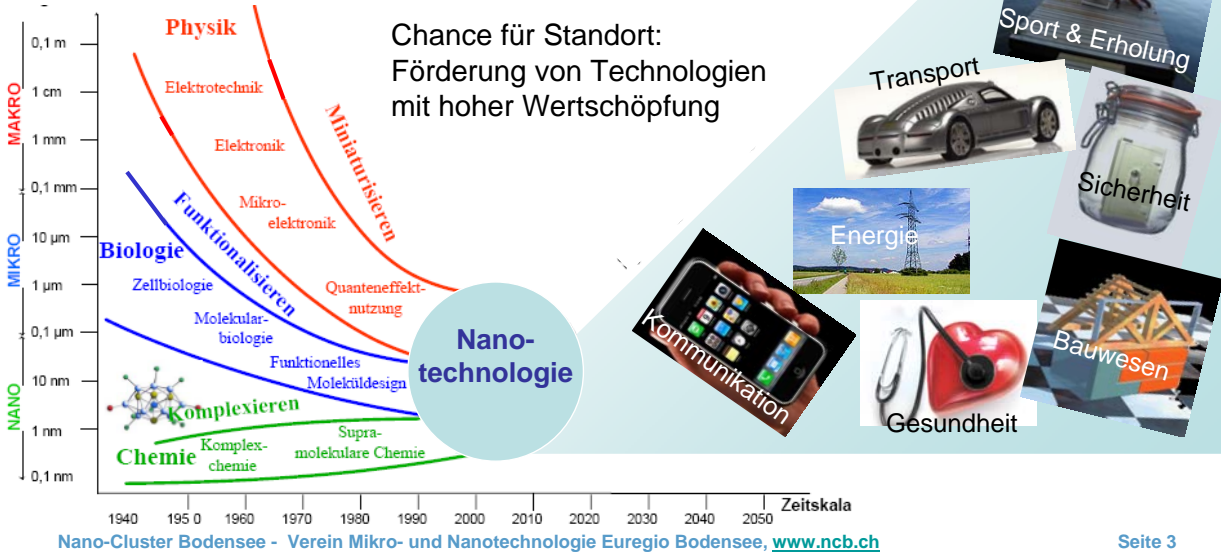 Chance für Standort:
Förderung von Technologien
mit hoher Wertschöpfung
MAKRO
MIKRO
NANO
0,1 m
1 cm
1 mm
0,1 mm
10 µm
1 µm
0,1 µm
10 nm
1 nm
0,1 nm
Physik
Elektrotechnik
Elektronik
Mikro-
elektronik
Quanteneffekt-
nutzung
Miniaturisieren
Funktionalisieren
Biologie
Zellbiologie
Molekular-
biologie
Funktionelles
Moleküldesign
Komplexieren
Chemie
Komplex-
chemie
Supra-
molekulare Chemie
Nano-
technologie
Sport & Erholung
Transport
Sicherheit
Energie
Kommunikation
Bauwesen
Gesundheit
1940 195 0 1960 1970 1980 1990 2000 2010 2020 2030 2040 2050
Zeitskala
Nano-Cluster Bodensee - Verein Mikro- und Nanotechnologie Euregio Bodensee, www.ncb.ch Seite 3